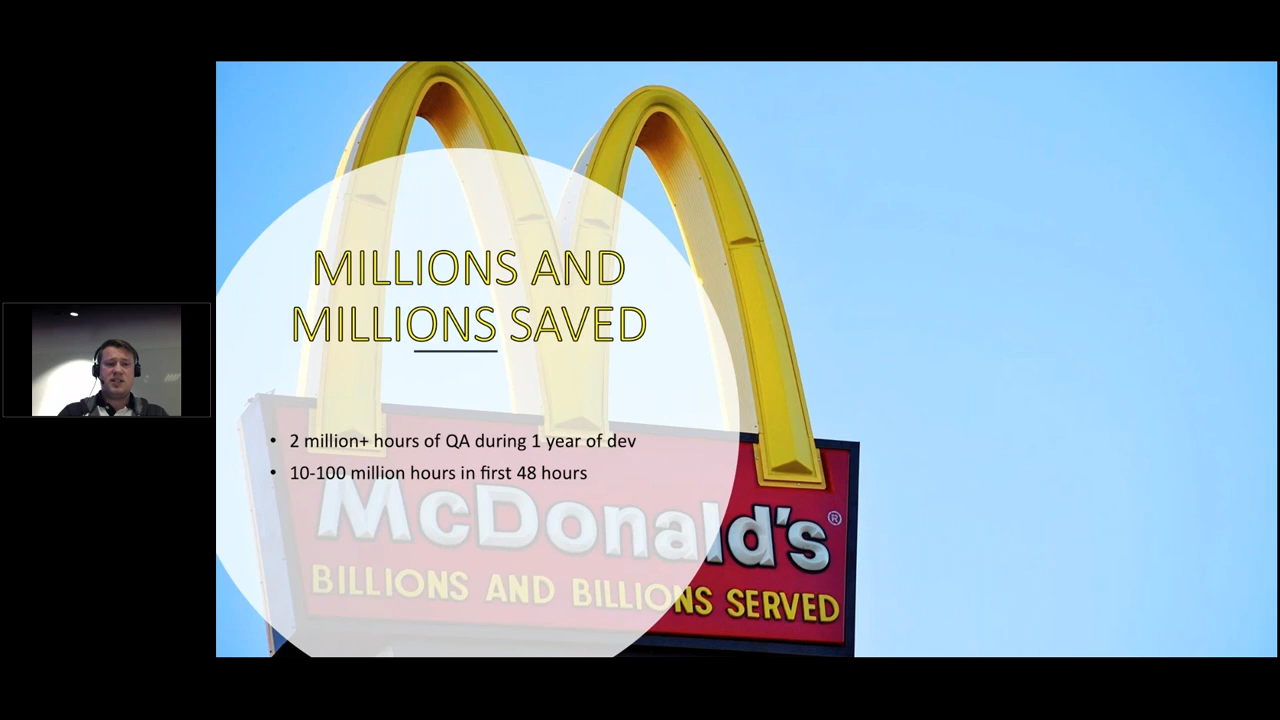 MILLIONS AND
MILLIONS SAVED
• 2 million+ hours of QA during 1 year of dev
• 10-100 million hours in first 48 hours
McDonald's®
BILLIONS AND BILLIONS SERVED